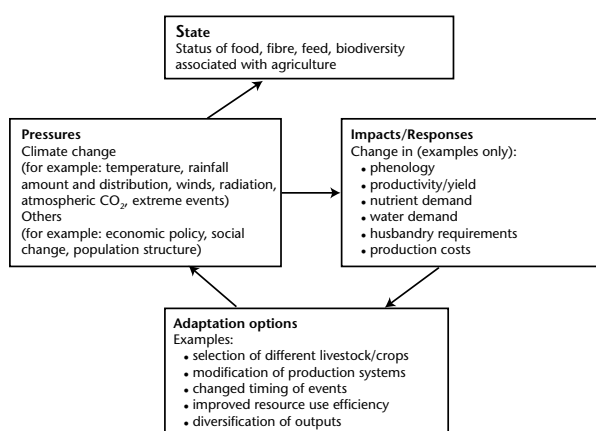 State
Status of food, fibre, feed, biodiversity
associated with agriculture
Pressures
Climate change
(for example: temperature, rainfall
amount and distribution, winds, radiation,
atmospheric CO₂, extreme events)
Others
(for example: economic policy, social
change, population structure)
Impacts/Responses
Change in (examples only):
• phenology
• productivity/yield
• nutrient demand
• water demand
• husbandry requirements
• production costs
Adaptation options
Examples:
• selection of different livestock/crops
• modification of production systems
• changed timing of events
• improved resource use efficiency
• diversification of outputs